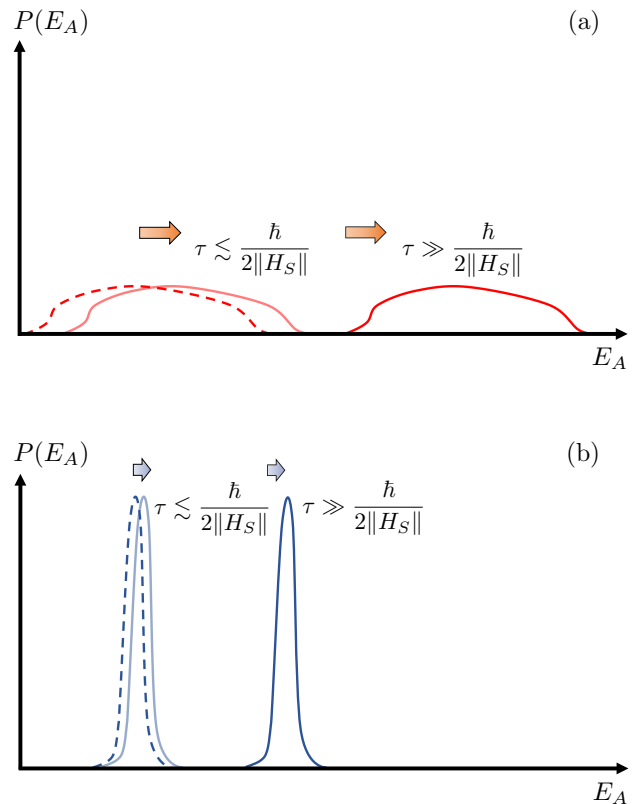 P(E_A) (a)
τ ≲ ħ/2‖H_S‖ τ ≫ ħ/2‖H_S‖
E_A
P(E_A) (b)
τ ≲ ħ/2‖H_S‖ τ ≫ ħ/2‖H_S‖
E_A